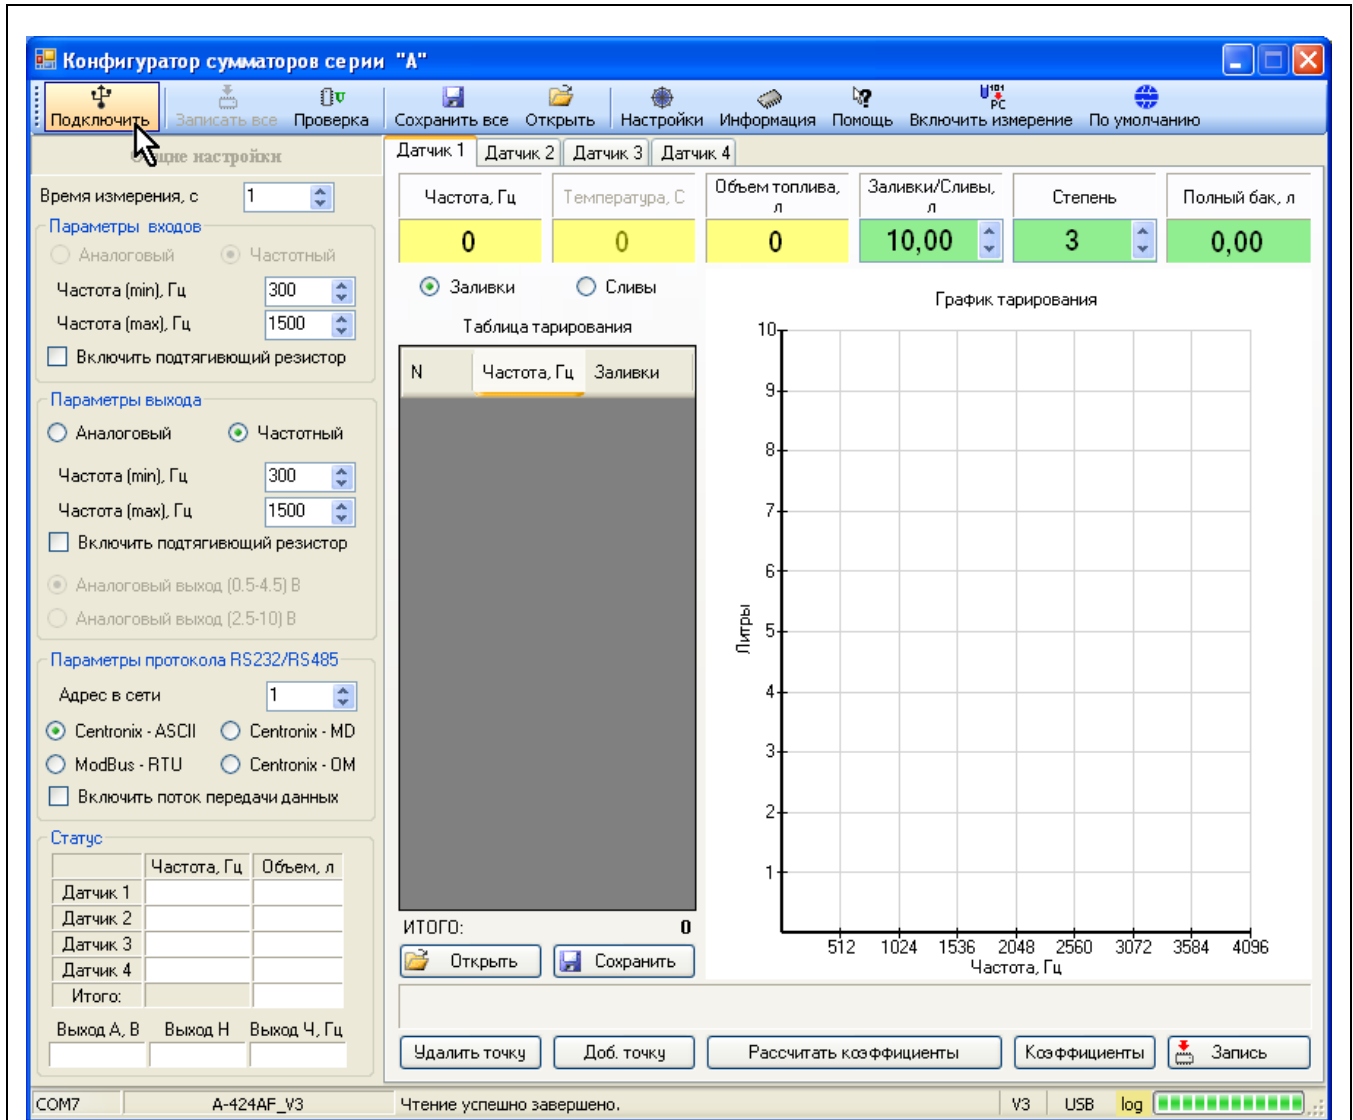 Конфигуратор сумматоров серии "А"
Подключить Записать все Проверка Сохранить все Открыть Настройки Информация Помощь Включить измерение По умолчанию
Общие настройки
Датчик 1 Датчик 2 Датчик 3 Датчик 4
Время измерения, с 1
Параметры входов
Аналоговый Частотный
Частота (min), Гц 300
Частота (max), Гц 1500
Включить подтягивющий резистор
Параметры выхода
Аналоговый Частотный
Частота (min), Гц 300
Частота (max), Гц 1500
Включить подтягивющий резистор
Аналоговый выход (0.5-4.5) В
Аналоговый выход (2.5-10) В
Параметры протокола RS232/RS485
Адрес в сети 1
Centronix - ASCII Centronix - MD
ModBus - RTU Centronix - OM
Включить поток передачи данных
Статус
Частота, Гц Объем, л
Датчик 1
Датчик 2
Датчик 3
Датчик 4
Итого:
Выход А, В Выход Н Выход Ч, Гц
Частота, Гц Температура, С Объем топлива, л Заливки/Сливы, л Степень Полный бак, л
0 0 0 10,00 3 0,00
Заливки Сливы
Таблица тарирования
N Частота, Гц Заливки
ИТОГО: 0
Открыть Сохранить
График тарирования
10
9
8
7
6
5
4
3
2
1
Литры
512 1024 1536 2048 2560 3072 3584 4096
Частота, Гц
Удалить точку Доб. точку Рассчитать коэффициенты Коэффициенты Запись
COM7 A-424AF_V3 Чтение успешно завершено. V3 USB log